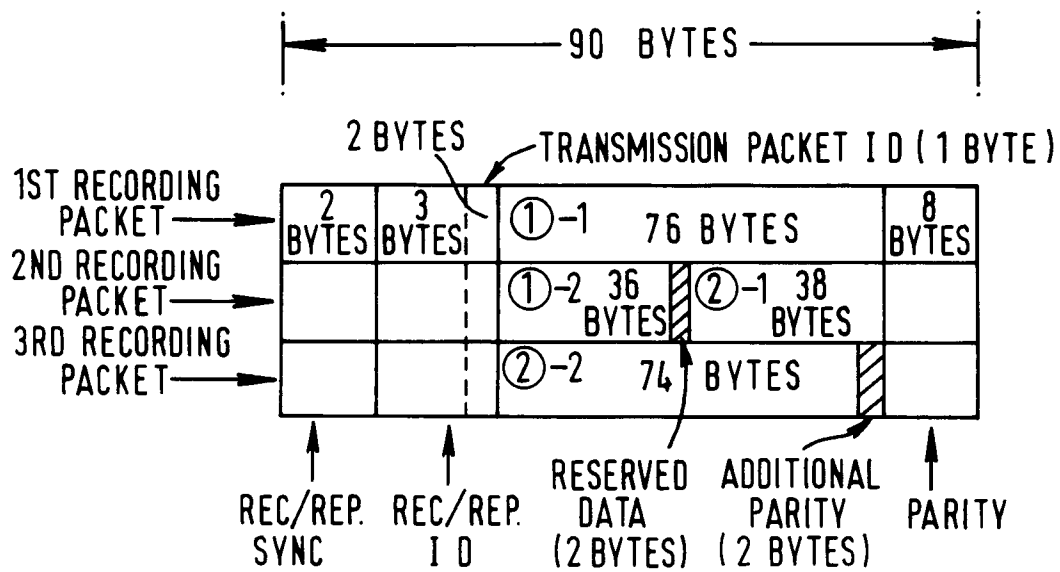 90 BYTES
2 BYTES
TRANSMISSION PACKET ID (1 BYTE)
1ST RECORDING
PACKET
2
BYTES
3
BYTES
①-1 76 BYTES
8
BYTES
2ND RECORDING
PACKET
①-2 36
BYTES
②-1 38
BYTES
3RD RECORDING
PACKET
②-2 74 BYTES
REC/REP.
SYNC
REC/REP.
ID
RESERVED
DATA
(2 BYTES)
ADDITIONAL
PARITY
(2 BYTES)
PARITY